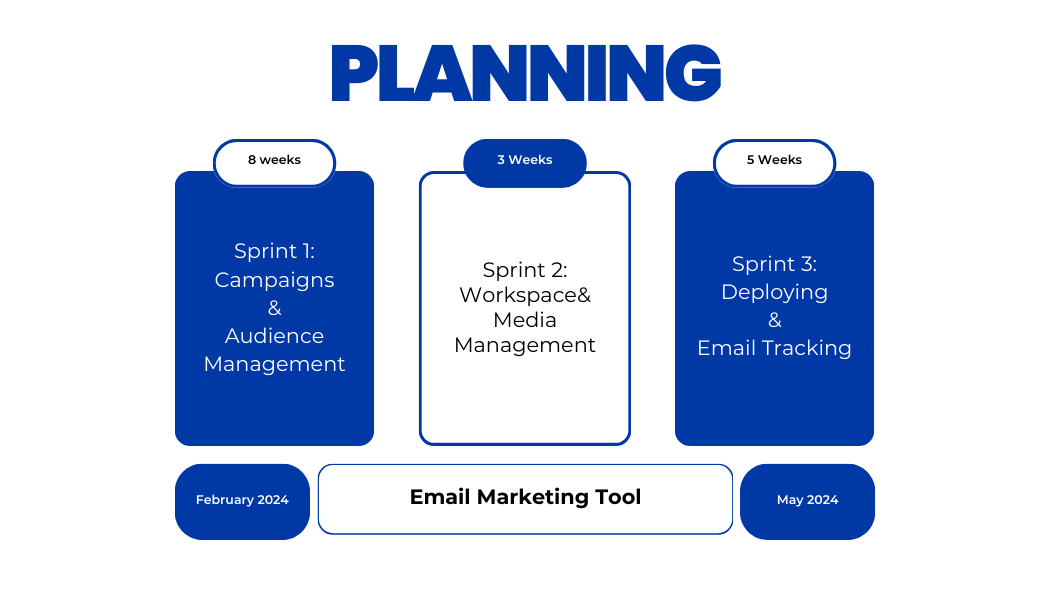 PLANNING
8 weeks
3 Weeks
5 Weeks
Sprint 1:
Campaigns
&
Audience
Management
Sprint 2:
Workspace&
Media
Management
Sprint 3:
Deploying
&
Email Tracking
February 2024
Email Marketing Tool
May 2024